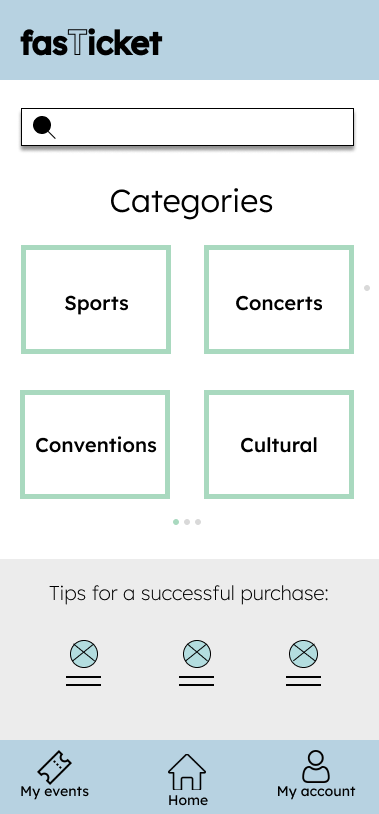 fasTicket
Categories
Sports
Concerts
Conventions
Cultural
Tips for a successful purchase:
My events
Home
My account